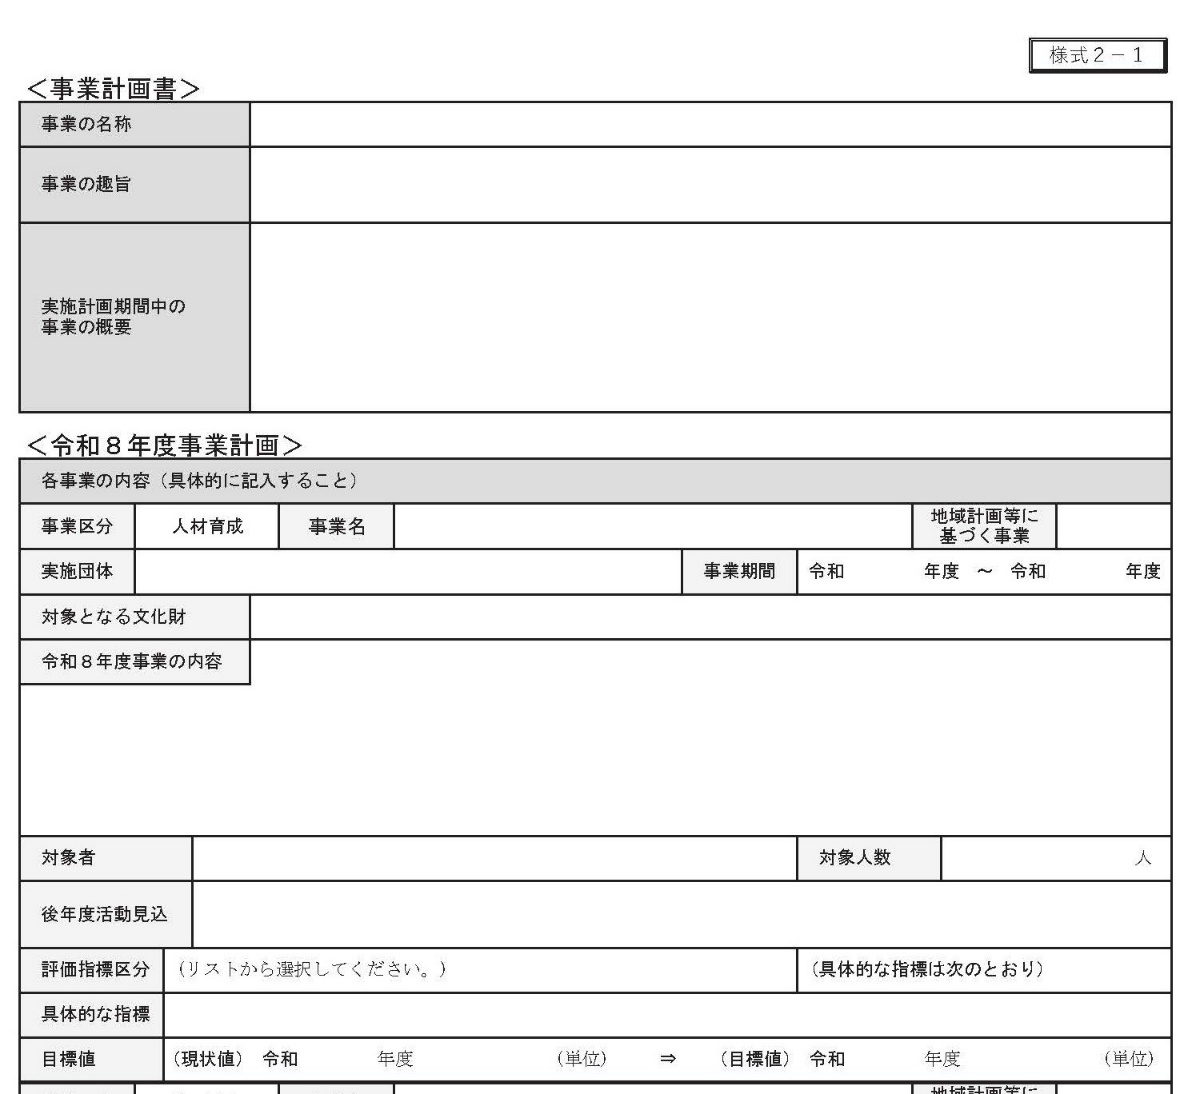 様式２－１
＜事業計画書＞
事業の名称
事業の趣旨
実施計画期間中の
事業の概要
＜令和８年度事業計画＞
各事業の内容（具体的に記入すること）
事業区分　人材育成　事業名　地域計画等に
基づく事業
実施団体　事業期間　令和　年度　～　令和　年度
対象となる文化財
令和８年度事業の内容
対象者　対象人数　人
後年度活動見込
評価指標区分　（リストから選択してください。）　（具体的な指標は次のとおり）
具体的な指標
目標値　（現状値）　令和　年度　（単位）　⇒　（目標値）　令和　年度　（単位）
地域計画等に